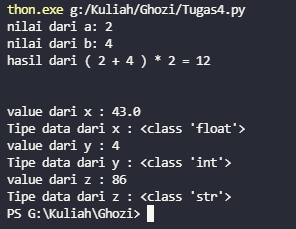 thon.exe g:/Kuliah/Ghozi/Tugas4.py
nilai dari a: 2
nilai dari b: 4
hasil dari ( 2 + 4 ) * 2 = 12
value dari x : 43.0
Tipe data dari x : <class 'float'>
value dari y : 4
Tipe data dari y : <class 'int'>
value dari z : 86
Tipe data dari z : <class 'str'>
PS G:\Kuliah\Ghozi>